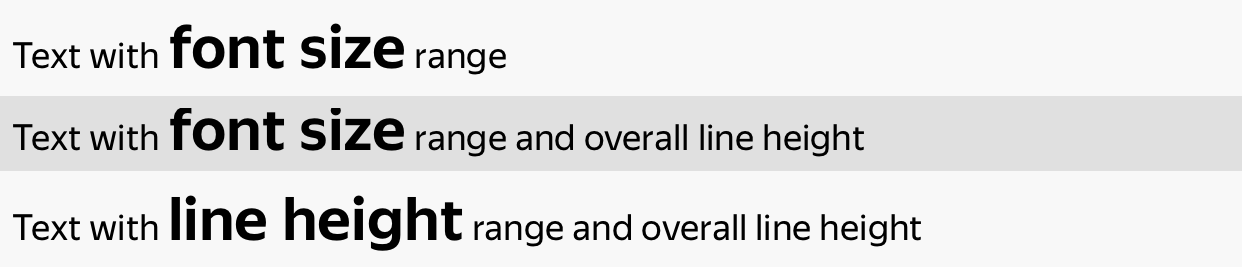 Text with font size range
Text with font size range and overall line height
Text with line height range and overall line height